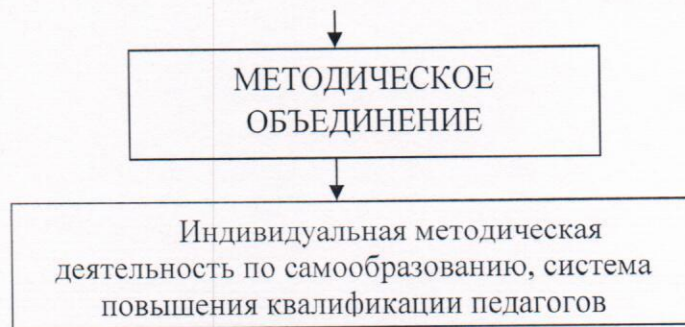 МЕТОДИЧЕСКОЕ
ОБЪЕДИНЕНИЕ
Индивидуальная методическая
деятельность по самообразованию, система
повышения квалификации педагогов